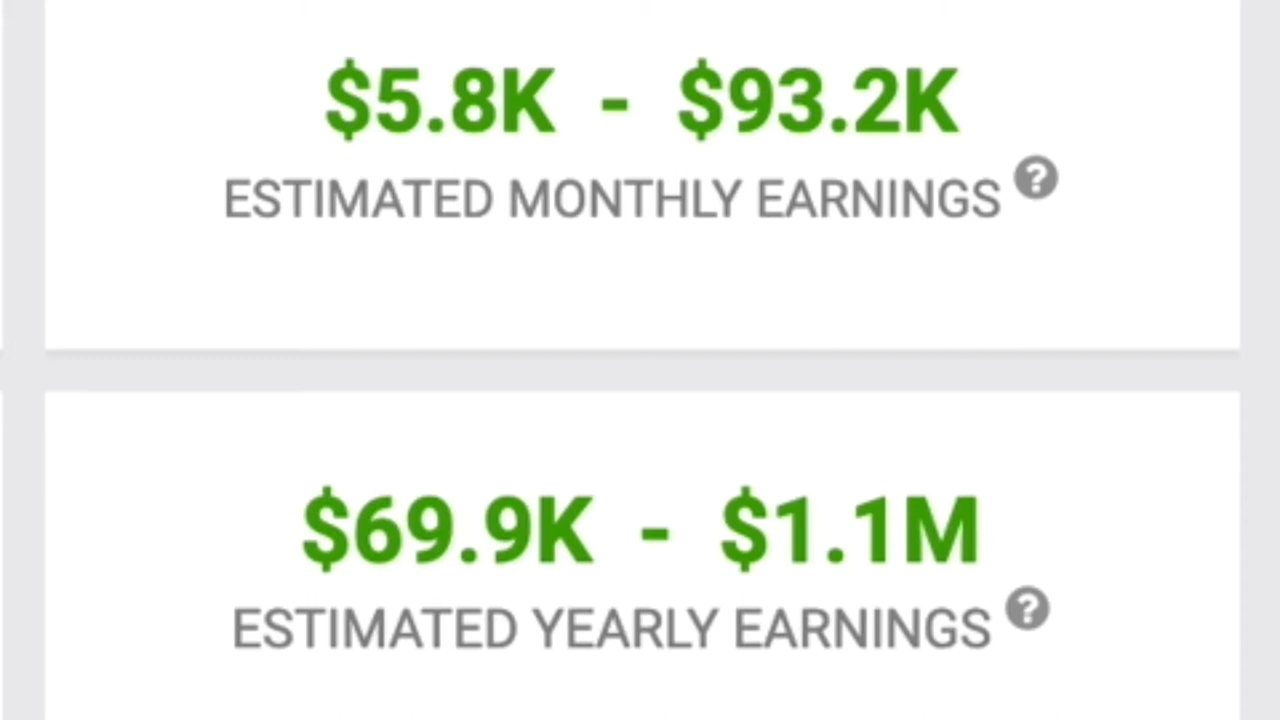 $5.8K - $93.2K
ESTIMATED MONTHLY EARNINGS ?
$69.9K - $1.1M
ESTIMATED YEARLY EARNINGS ?